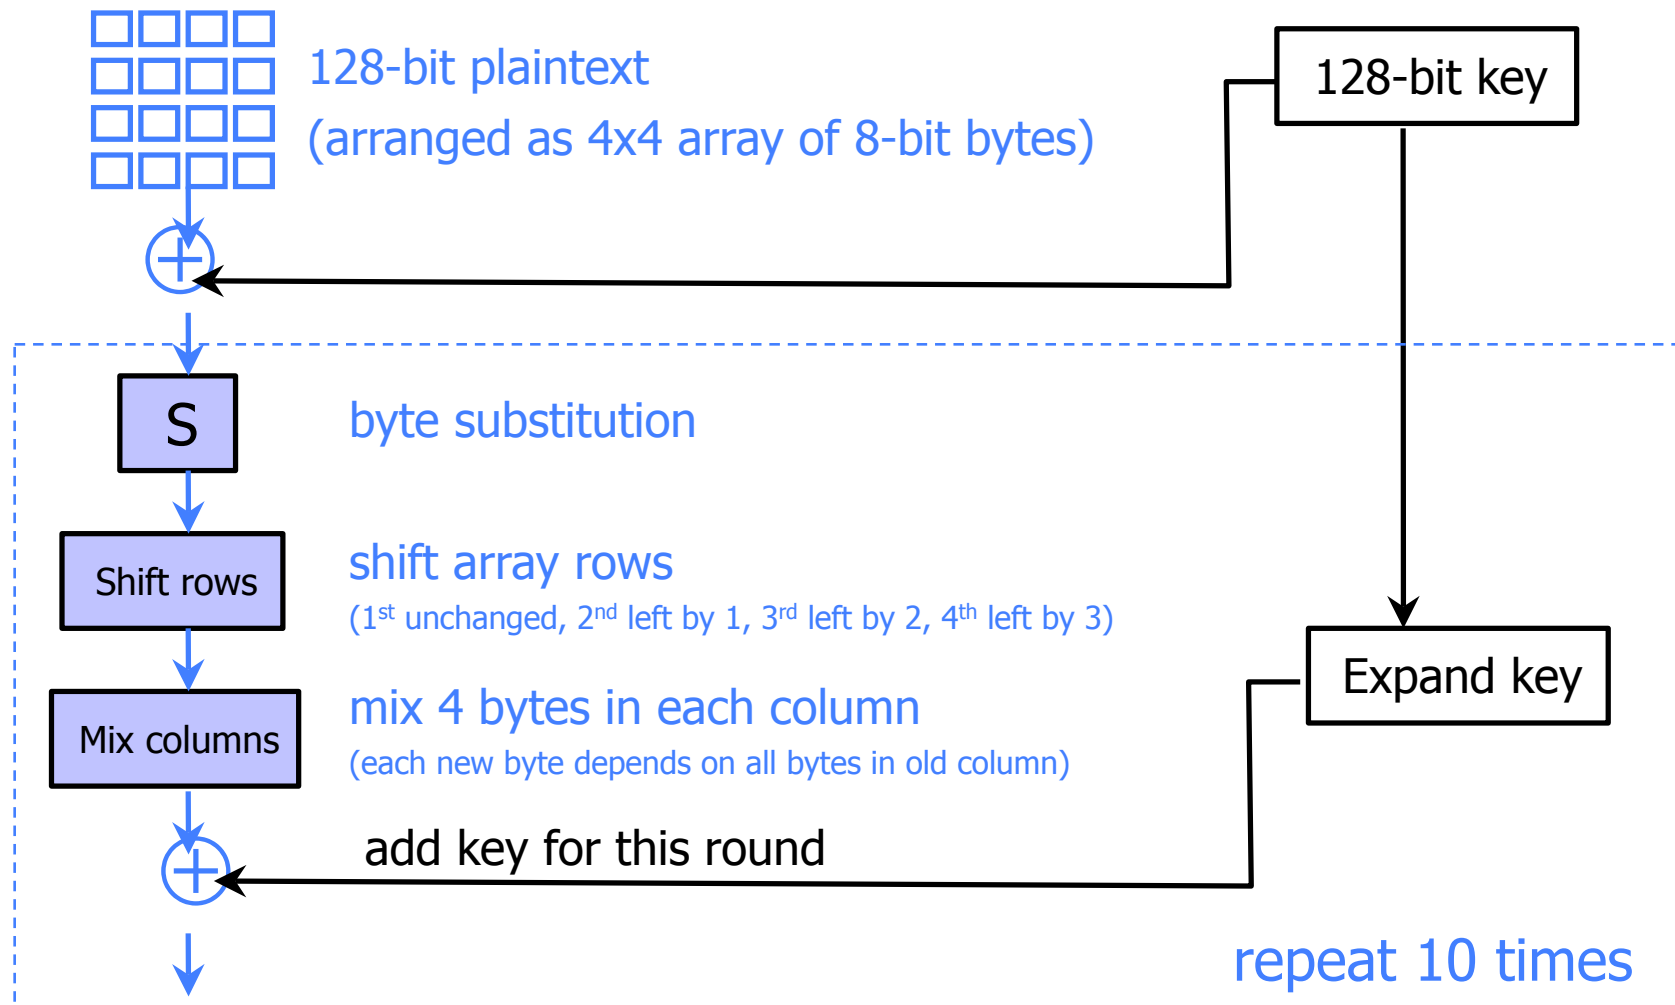 128-bit plaintext
(arranged as 4x4 array of 8-bit bytes)
128-bit key
S
byte substitution
Shift rows
shift array rows
(1st unchanged, 2nd left by 1, 3rd left by 2, 4th left by 3)
Expand key
Mix columns
mix 4 bytes in each column
(each new byte depends on all bytes in old column)
add key for this round
repeat 10 times